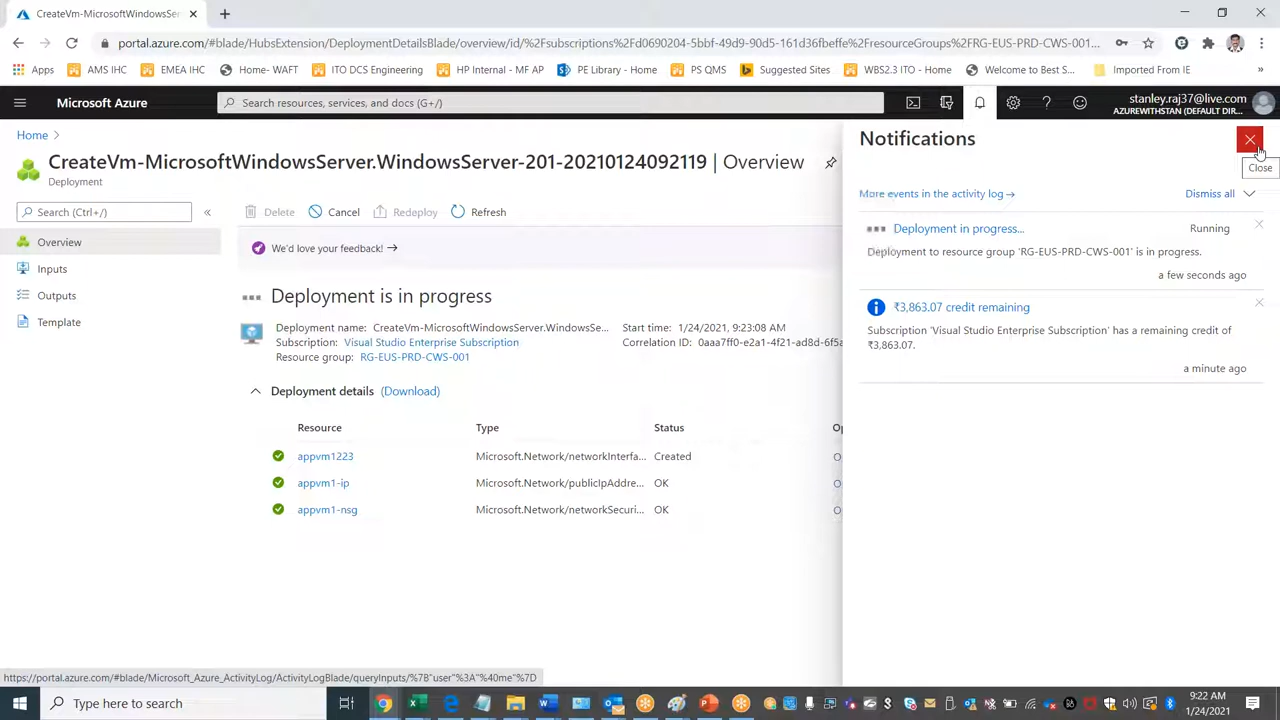 CreateVm-MicrosoftWindowsSer
portal.azure.com/#blade/HubsExtension/DeploymentDetailsBlade/overview/id/%2Fsubscriptions%2Fd0690204-5bbf-49d9-90d5-161d36fbeffe%2FresourceGroups%2FRG-EUS-PRD-CWS-001...
Apps AMS IHC EMEA IHC Home- WAFT ITO DCS Engineering HP Internal - MF AP PE Library - Home PS QMS Suggested Sites WBS2.3 ITO - Home Welcome to Best S... Imported From IE
Microsoft Azure
Search resources, services, and docs (G+/)
stanley.raj37@live.com
AZUREWITHSTAN (DEFAULT DIR...
Home
CreateVm-MicrosoftWindowsServer.WindowsServer-201-20210124092119 | Overview
Deployment
Search (Ctrl+/)
Overview
Inputs
Outputs
Template
Delete Cancel Redeploy Refresh
We'd love your feedback! →
Deployment is in progress
Deployment name: CreateVm-MicrosoftWindowsServer.WindowsSe...
Subscription: Visual Studio Enterprise Subscription
Resource group: RG-EUS-PRD-CWS-001
Start time: 1/24/2021, 9:23:08 AM
Correlation ID: 0aaa7ff0-e2a1-4f21-ad8d-6f5a
Deployment details (Download)
Resource Type Status
appvm1223 Microsoft.Network/networkInterfa... Created
appvm1-ip Microsoft.Network/publicIpAddre... OK
appvm1-nsg Microsoft.Network/networkSecuri... OK
Notifications
Close
More events in the activity log →
Dismiss all
Deployment in progress...
Running
Deployment to resource group 'RG-EUS-PRD-CWS-001' is in progress.
a few seconds ago
₹3,863.07 credit remaining
Subscription 'Visual Studio Enterprise Subscription' has a remaining credit of
₹3,863.07.
a minute ago
https://portal.azure.com/#blade/Microsoft_Azure_ActivityLog/ActivityLogBlade/queryInputs/%7B"user"%3A"%40me"%7D
Type here to search
9:22 AM
1/24/2021